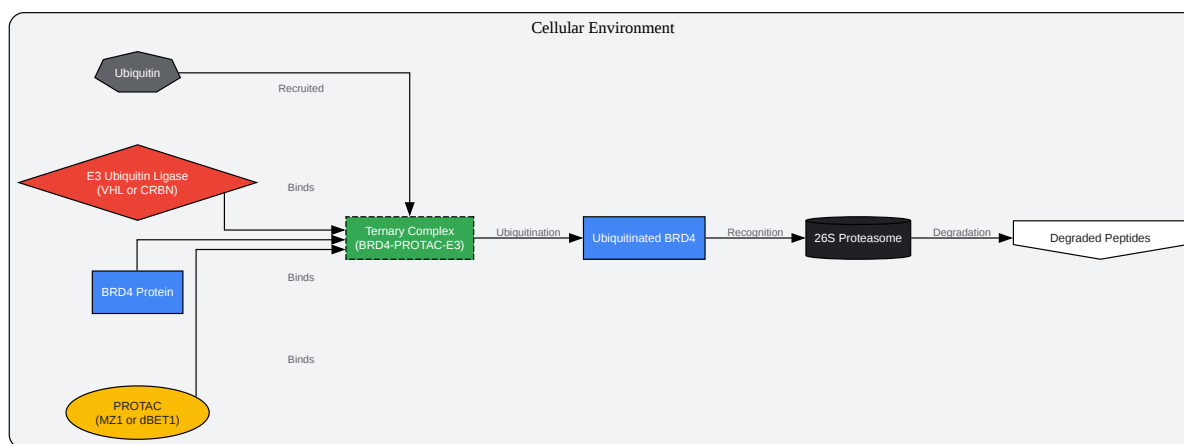 Cellular Environment
Ubiquitin
Recruited
E3 Ubiquitin Ligase
(VHL or CRBN)
Binds
Ternary Complex
(BRD4-PROTAC-E3)
Ubiquitination
Ubiquitinated BRD4
Recognition
26S Proteasome
Degradation
Degraded Peptides
BRD4 Protein
Binds
Binds
PROTAC
(MZ1 or dBET1)